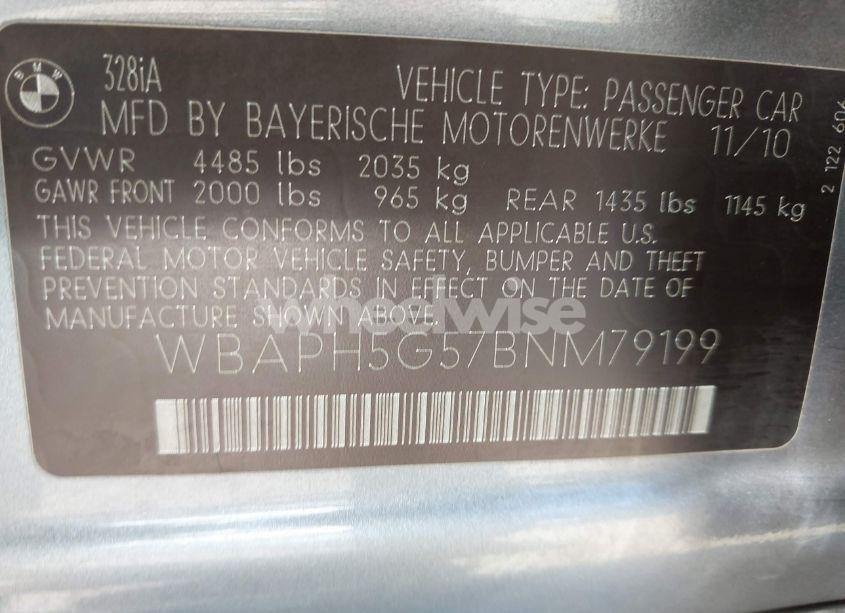 BMW
328iA
VEHICLE TYPE: PASSENGER CAR
MFD BY BAYERISCHE MOTORENWERKE 11/10
GVWR 4485 lbs 2035 kg
GAWR FRONT 2000 lbs 965 kg REAR 1435 lbs 1145 kg
THIS VEHICLE CONFORMS TO ALL APPLICABLE U.S.
FEDERAL MOTOR VEHICLE SAFETY, BUMPER AND THEFT
PREVENTION STANDARDS IN EFFECT ON THE DATE OF
MANUFACTURE SHOWN ABOVE
wheelwise
WBAPH5G57BNM79199
2 122 606